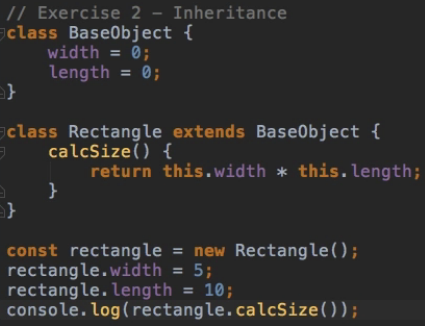 // Exercise 2 – Inheritance
class BaseObject {
width = 0;
length = 0;
}
class Rectangle extends BaseObject {
calcSize() {
return this.width * this.length;
}
}
const rectangle = new Rectangle();
rectangle.width = 5;
rectangle.length = 10;
console.log(rectangle.calcSize());